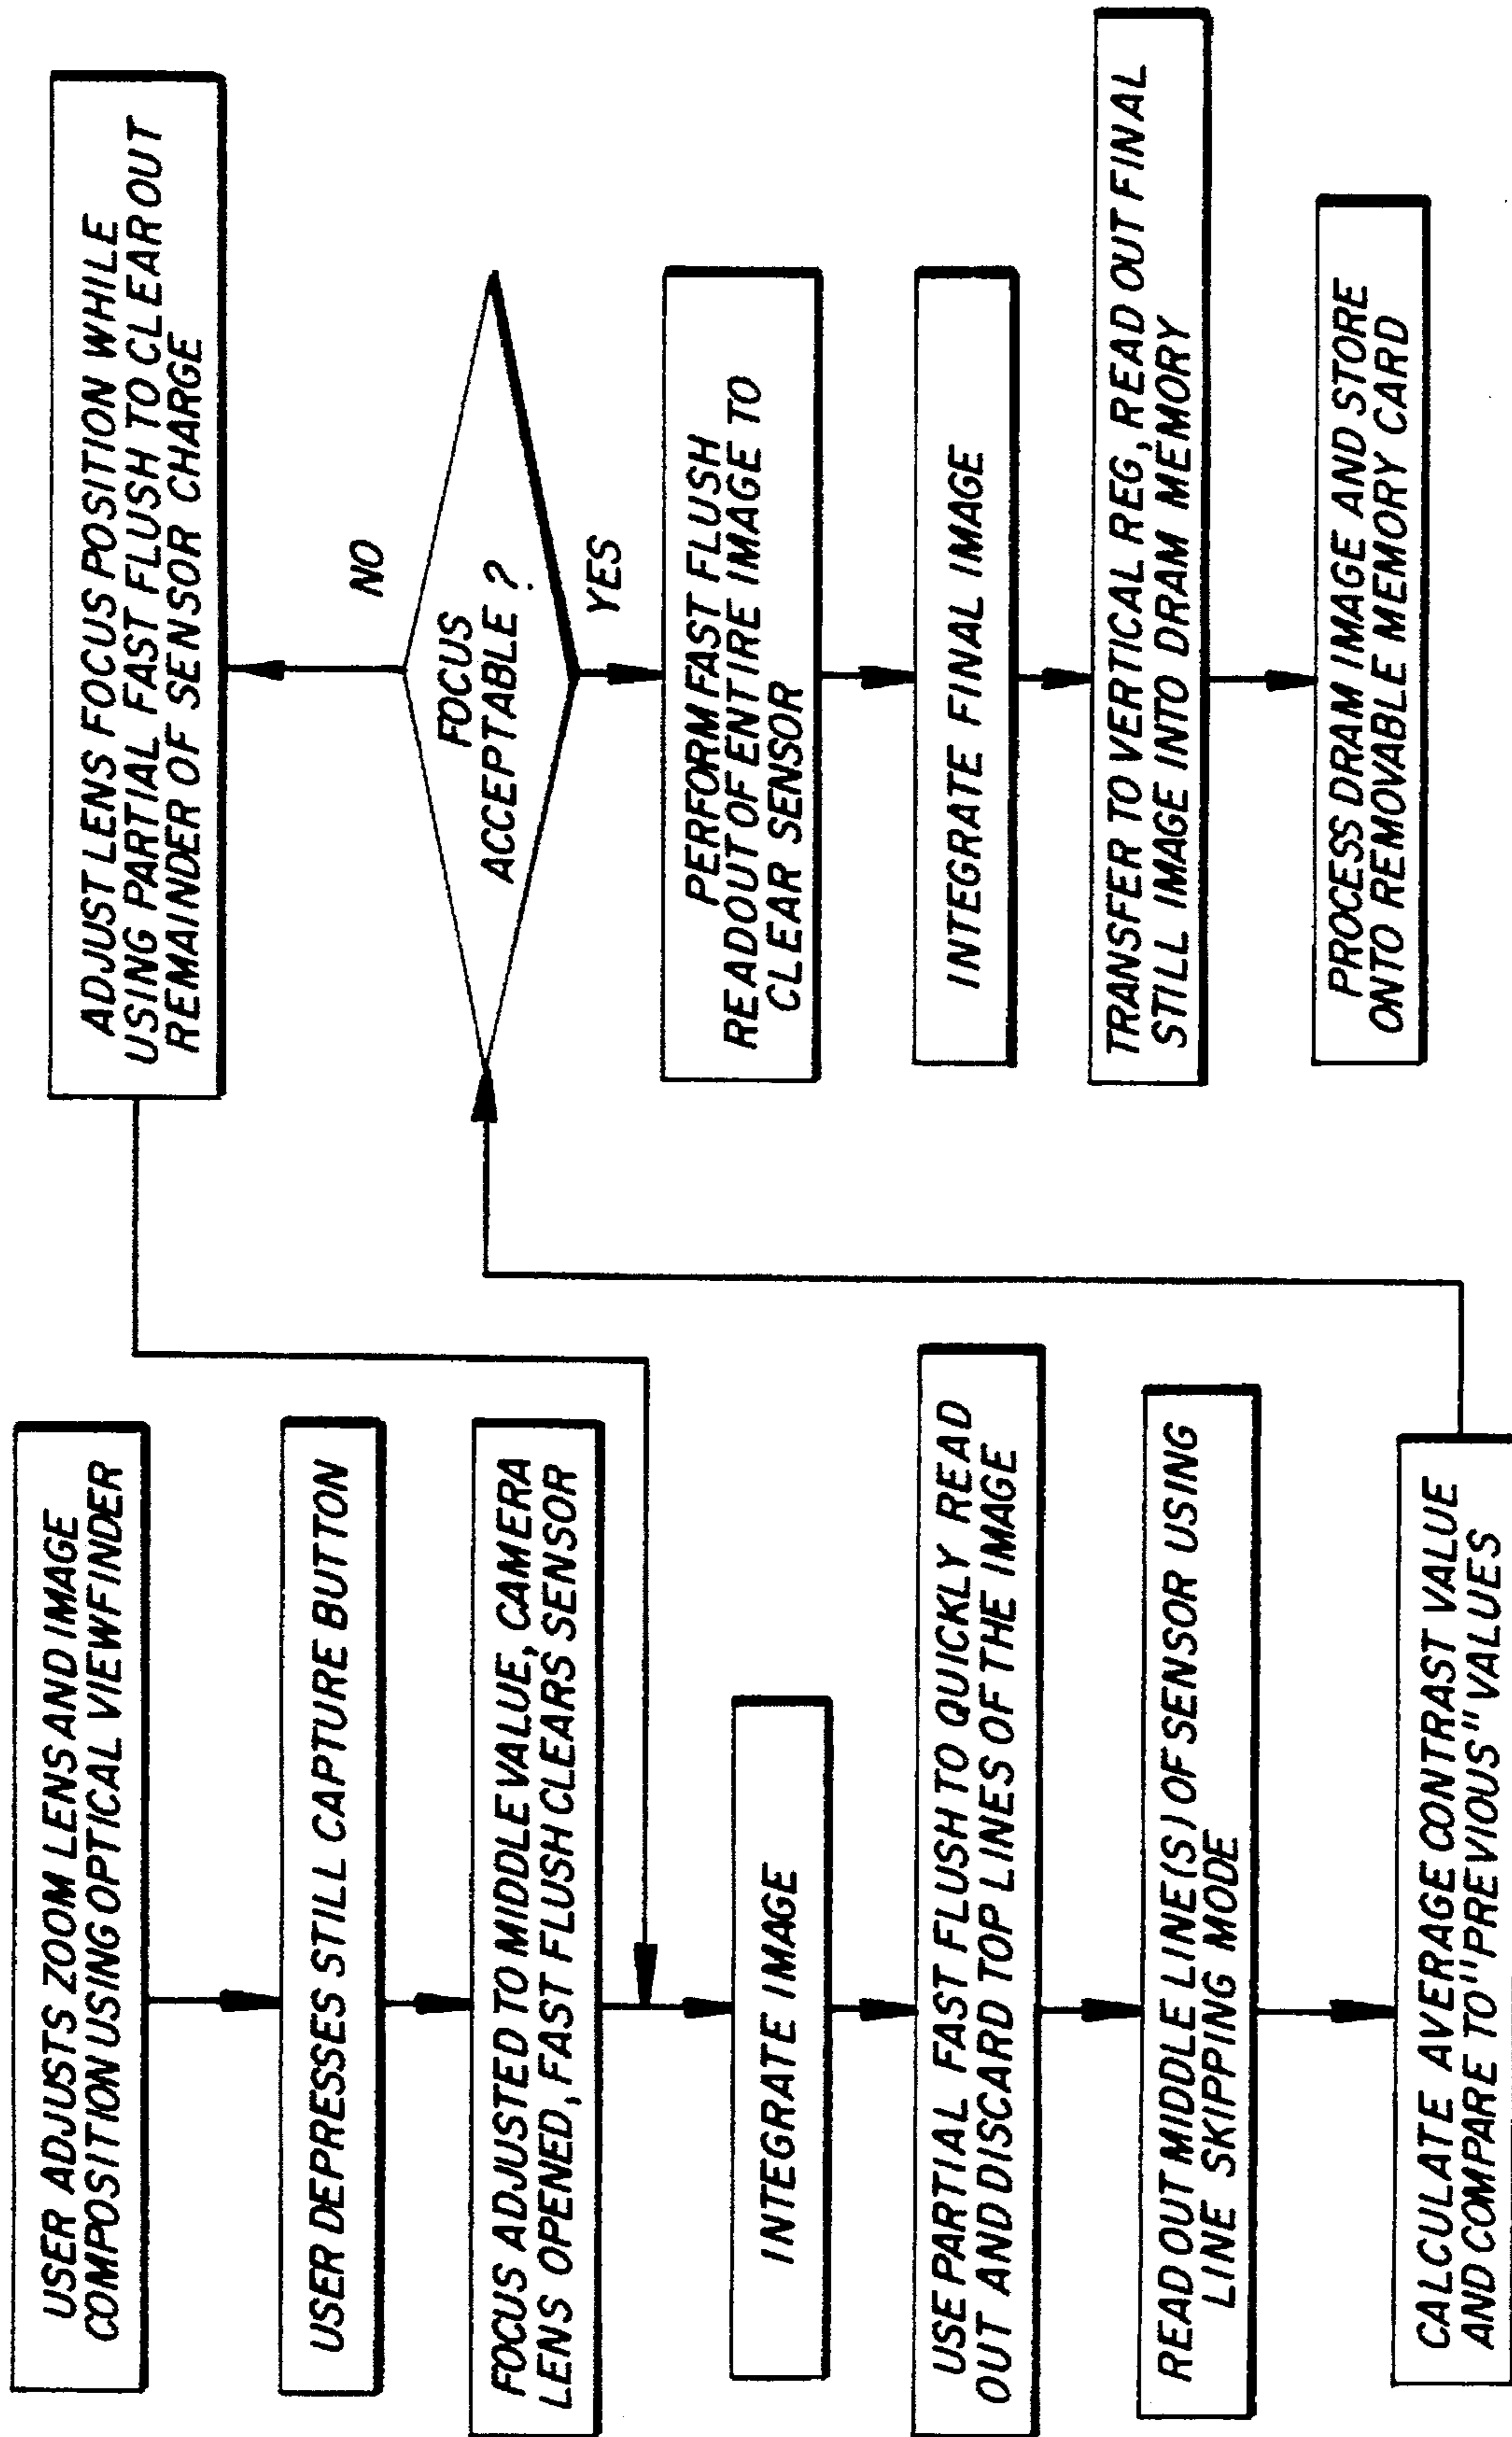 USER ADJUSTS ZOOM LENS AND IMAGE
COMPOSITION USING OPTICAL VIEWFINDER
USER DEPRESSES STILL CAPTURE BUTTON
FOCUS ADJUSTED TO MIDDLE VALUE, CAMERA
LENS OPENED, FAST FLUSH CLEARS SENSOR
INTEGRATE IMAGE
USE PARTIAL FAST FLUSH TO QUICKLY READ
OUT AND DISCARD TOP LINES OF THE IMAGE
READ OUT MIDDLE LINE(S) OF SENSOR USING
LINE SKIPPING MODE
CALCULATE AVERAGE CONTRAST VALUE
AND COMPARE TO "PREVIOUS" VALUES
ADJUST LENS FOCUS POSITION WHILE
USING PARTIAL FAST FLUSH TO CLEAR OUT
REMAINDER OF SENSOR CHARGE
NO
FOCUS
ACCEPTABLE ?
YES
PERFORM FAST FLUSH
READOUT OF ENTIRE IMAGE TO
CLEAR SENSOR
INTEGRATE FINAL IMAGE
TRANSFER TO VERTICAL REG, READ OUT FINAL
STILL IMAGE INTO DRAM MEMORY
PROCESS DRAM IMAGE AND STORE
ONTO REMOVABLE MEMORY CARD